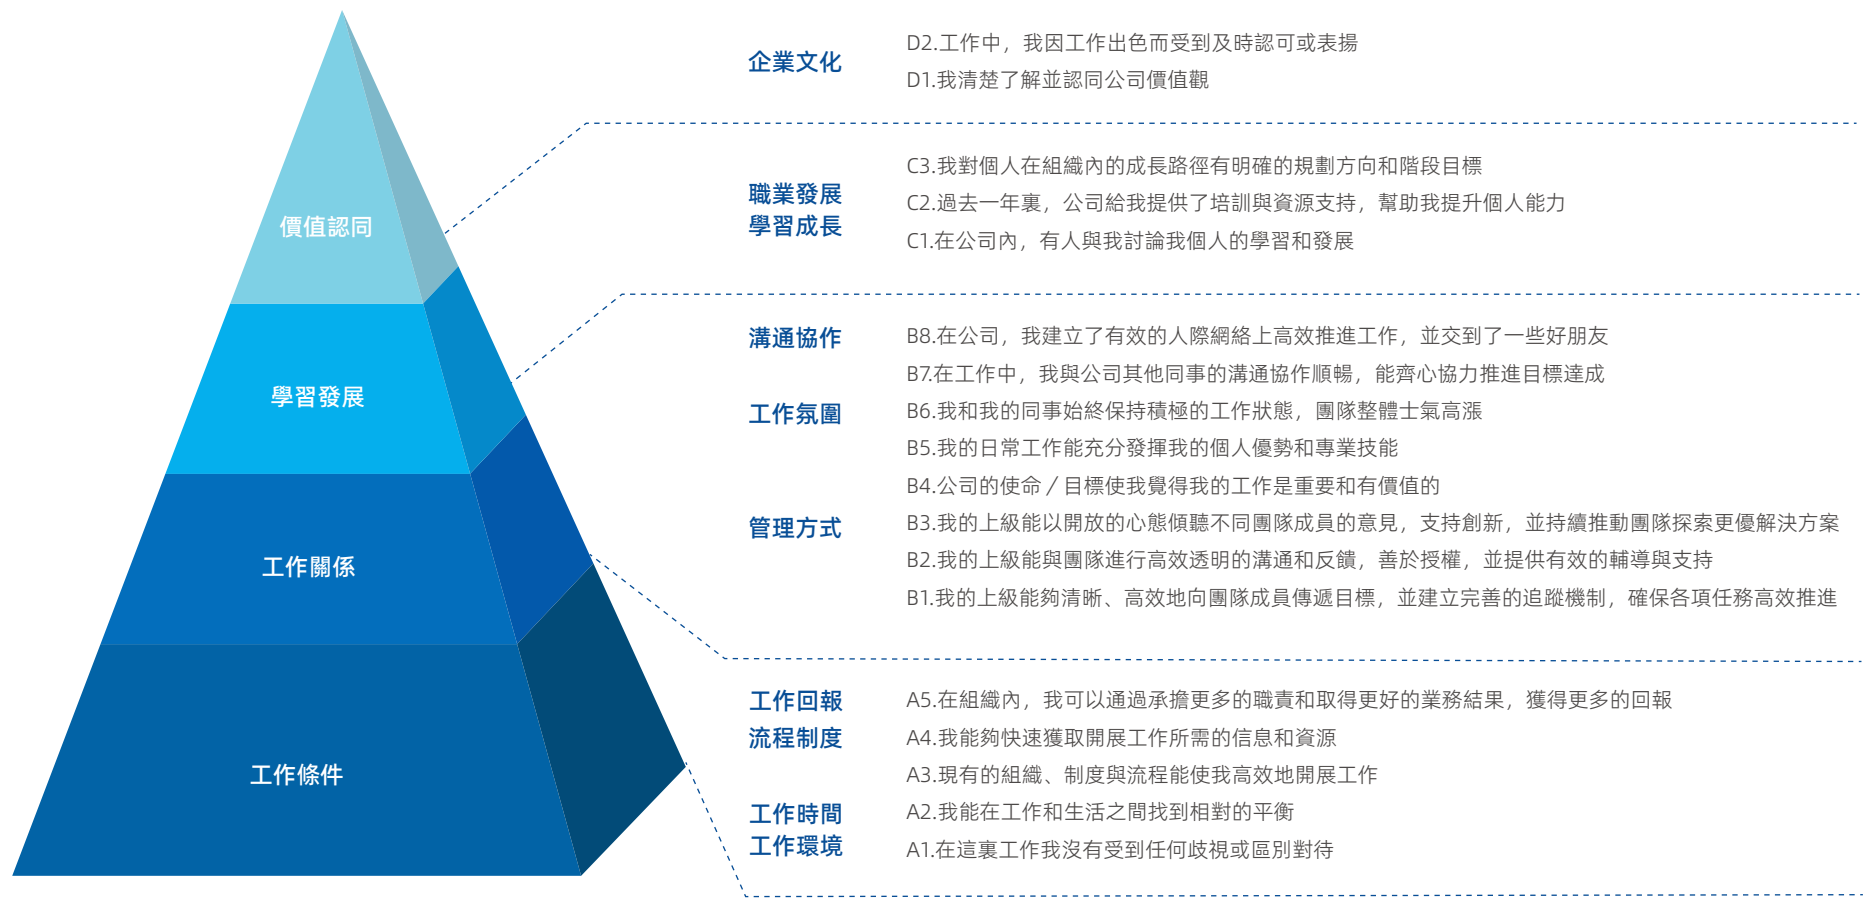 價值認同
學習發展
工作關係
工作條件
企業文化
D2.工作中，我因工作出色而受到及時認可或表揚
D1.我清楚了解並認同公司價值觀
職業發展
學習成長
C3.我對個人在組織內的成長路徑有明確的規劃方向和階段目標
C2.過去一年裏，公司給我提供了培訓與資源支持，幫助我提升個人能力
C1.在公司內，有人與我討論我個人的學習和發展
溝通協作
B8.在公司，我建立了有效的人際網絡上高效推進工作，並交到了一些好朋友
B7.在工作中，我與公司其他同事的溝通協作順暢，能齊心協力推進目標達成
工作氛圍
B6.我和我的同事始終保持積極的工作狀態，團隊整體士氣高漲
B5.我的日常工作能充分發揮我的個人優勢和專業技能
B4.公司的使命／目標使我覺得我的工作是重要和有價值的
管理方式
B3.我的上級能以開放的心態傾聽不同團隊成員的意見，支持創新，並持續推動團隊探索更優解決方案
B2.我的上級能與團隊進行高效透明的溝通和反饋，善於授權，並提供有效的輔導與支持
B1.我的上級能夠清晰、高效地向團隊成員傳遞目標，並建立完善的追蹤機制，確保各項任務高效推進
工作回報
A5.在組織內，我可以通過承擔更多的職責和取得更好的業務結果，獲得更多的回報
流程制度
A4.我能夠快速獲取開展工作所需的信息和資源
A3.現有的組織、制度與流程能使我高效地開展工作
工作時間
A2.我能在工作和生活之間找到相對的平衡
工作環境
A1.在這裏工作我沒有受到任何歧視或區別對待